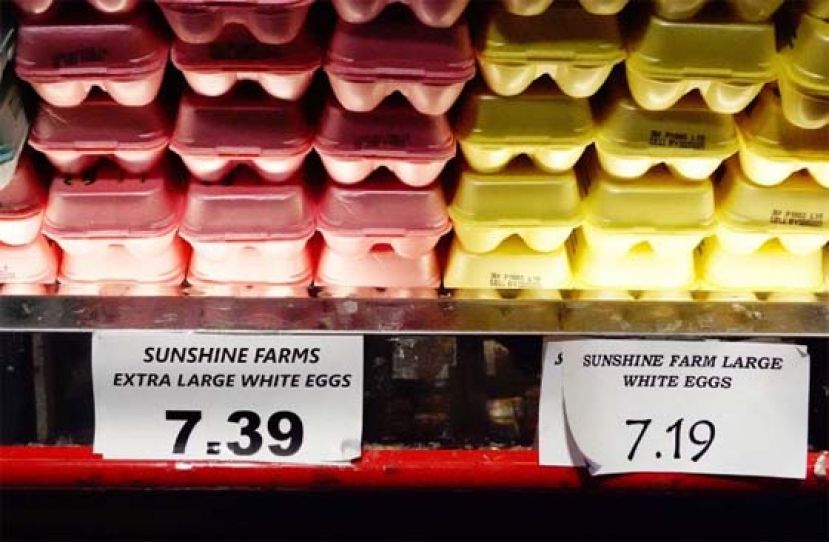 SUNSHINE FARMS
EXTRA LARGE WHITE EGGS
7.39
S
SUNSHINE FARM LARGE
WHITE EGGS
7.19